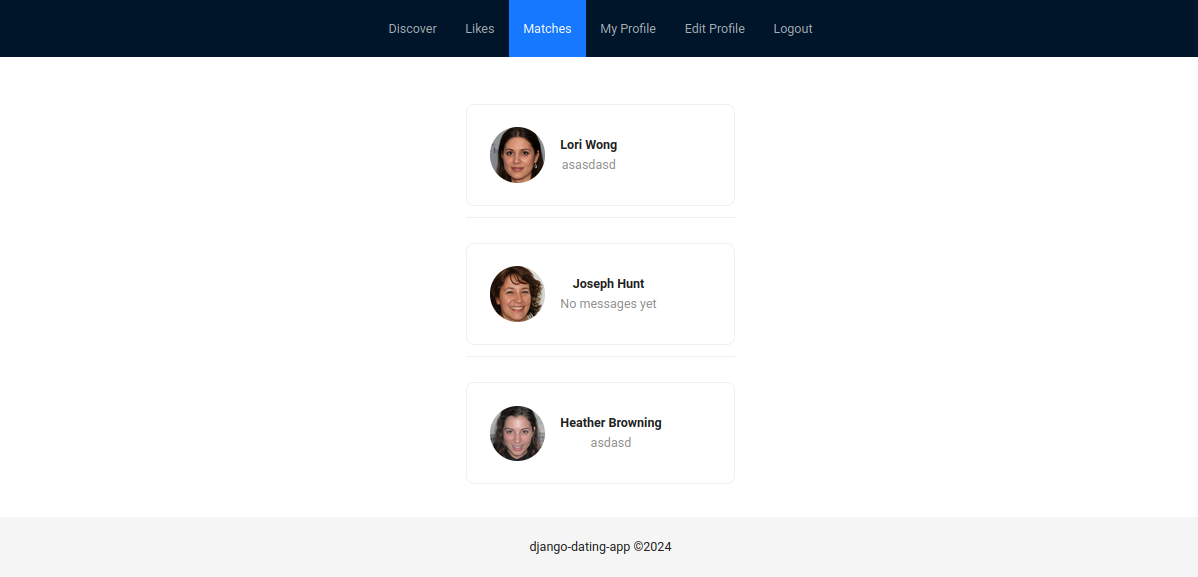 Discover Likes Matches My Profile Edit Profile Logout
Lori Wong
asasdasd
Joseph Hunt
No messages yet
Heather Browning
asdasd
django-dating-app ©2024